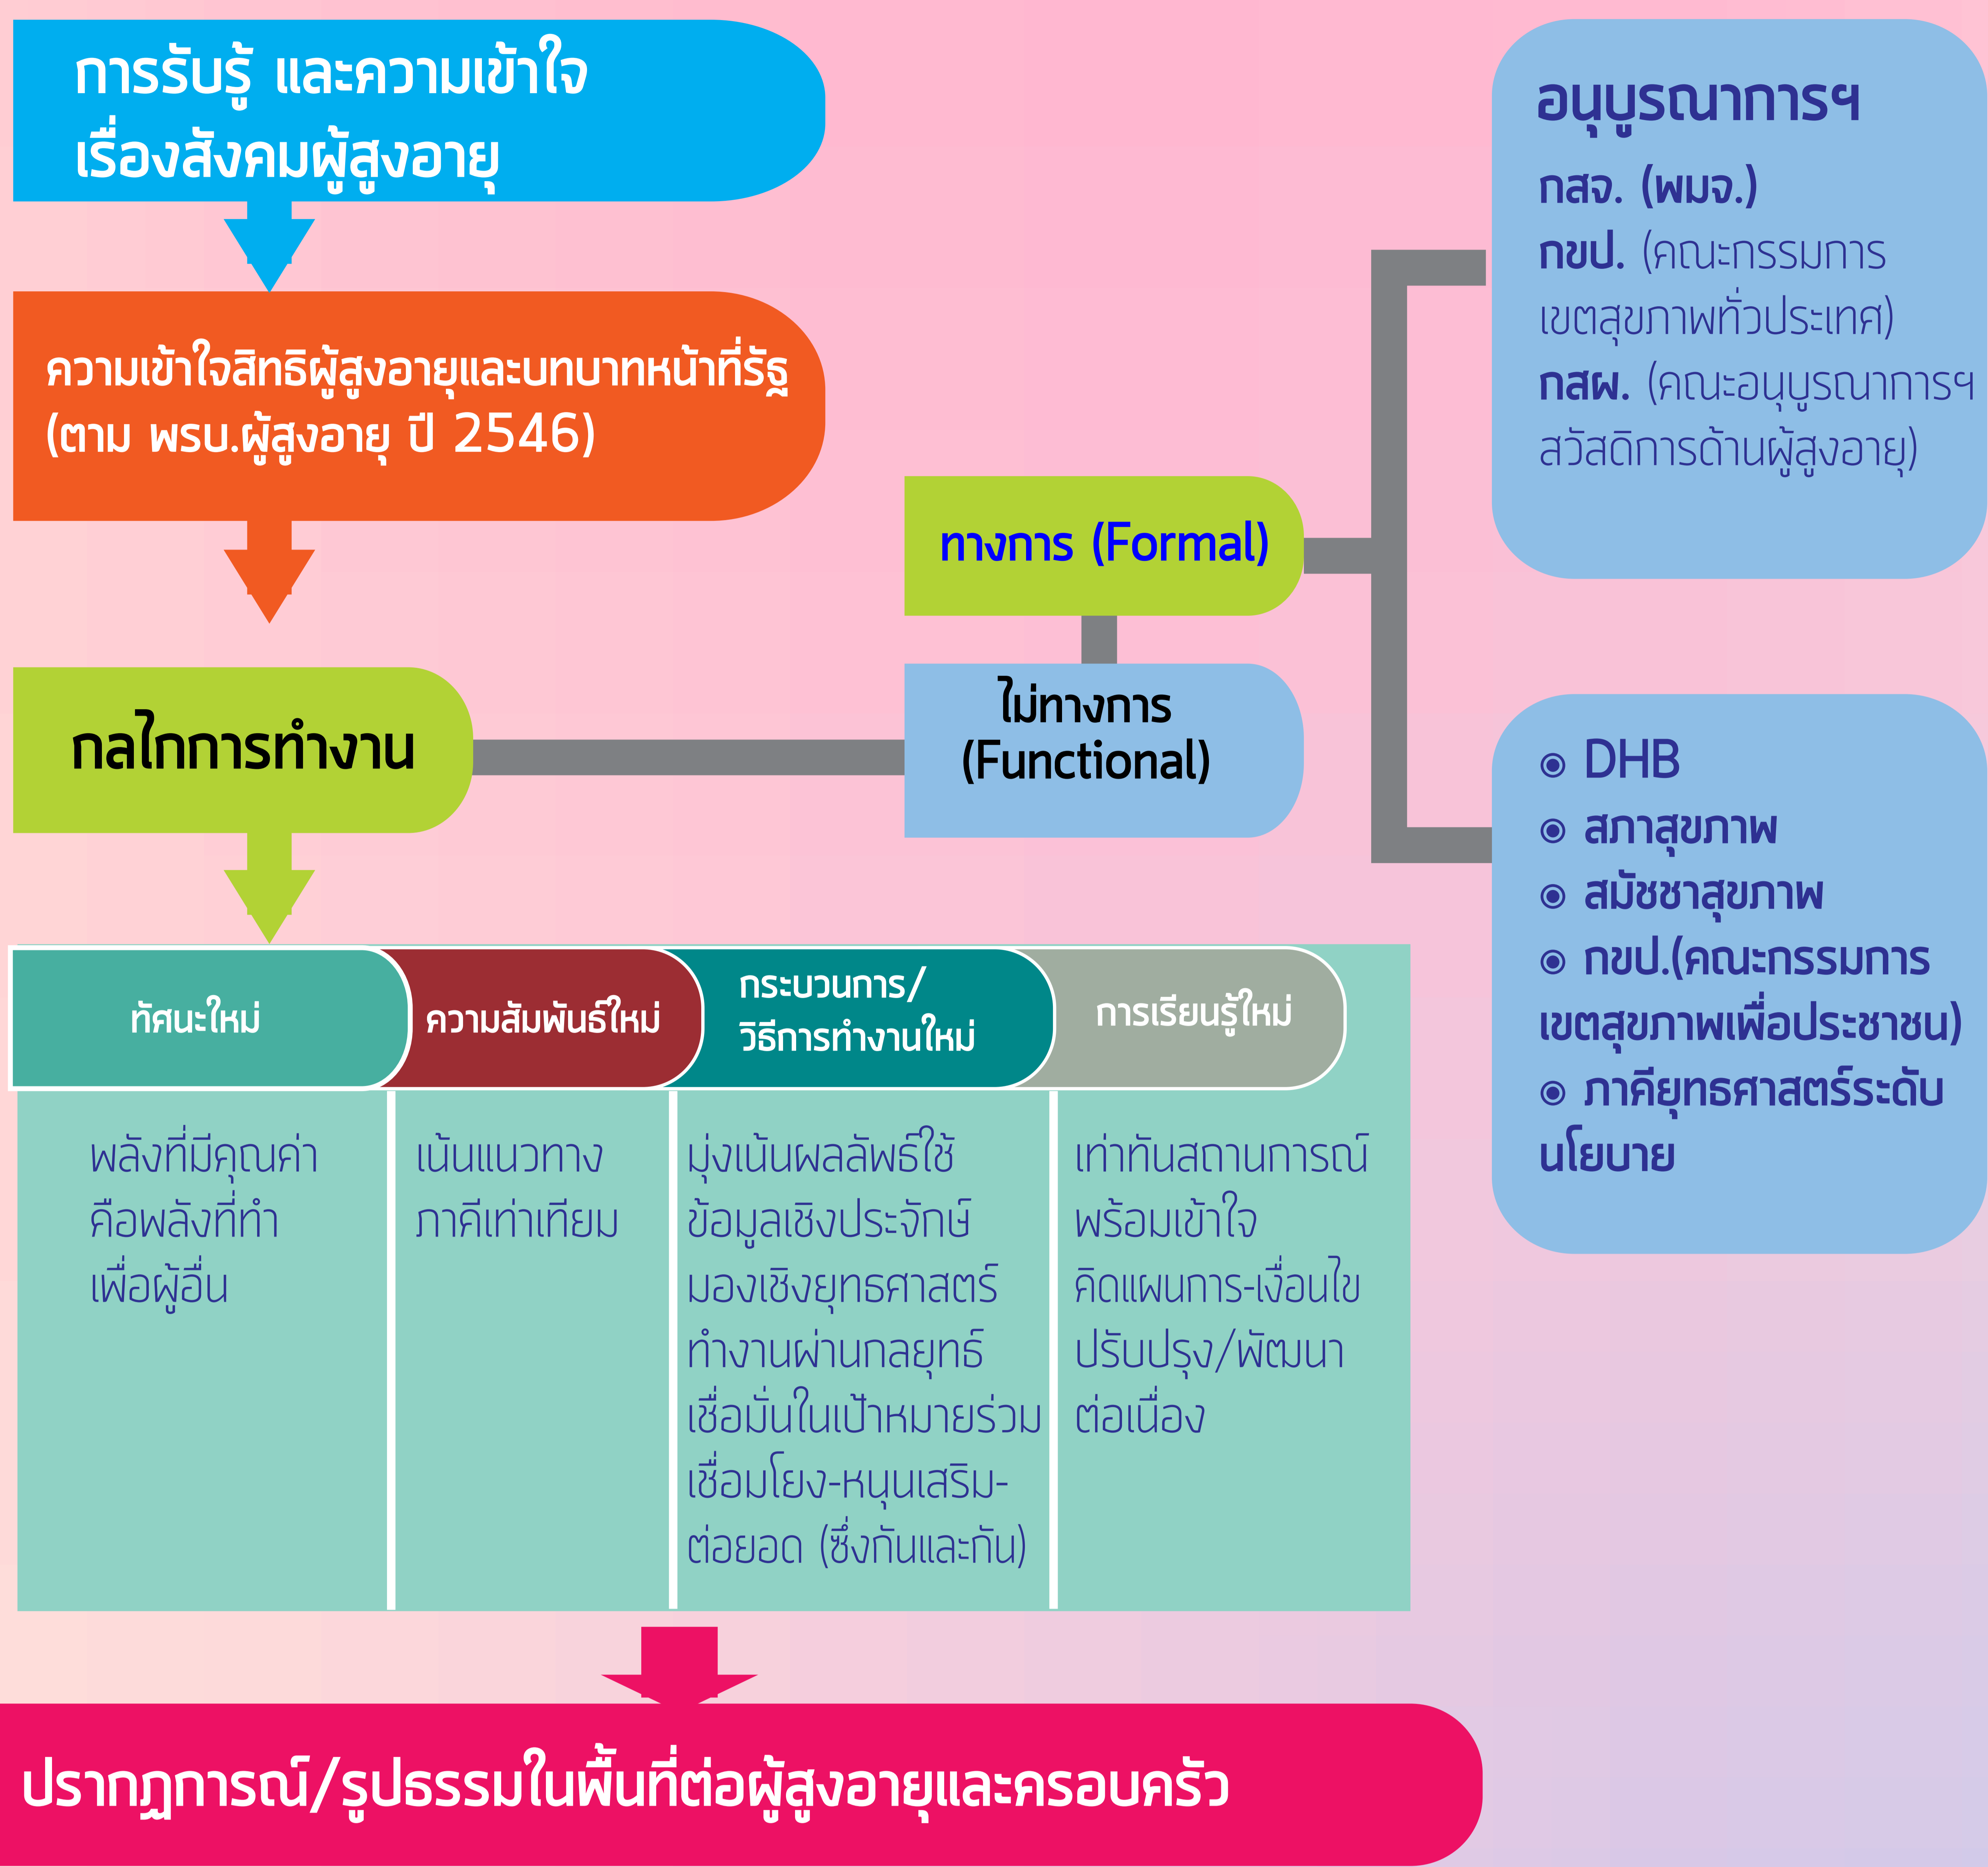 การรับรู้ และความเข้าใจ
เรื่องสังคมผู้สูงอายุ
ความเข้าใจสิทธิผู้สูงอายุและบทบาทหน้าที่รัฐ
(ตาม พรบ.ผู้สูงอายุ ปี 2546)
กลไกการทำงาน
ทางการ (Formal)
ไม่ทางการ
(Functional)
อนุบูรณาการฯ
กสจ. (พมจ.)
กขป. (คณะกรรมการ
เขตสุขภาพทั่วประเทศ)
กสผ. (คณะอนุบูรณาการฯ
สวัสดิการด้านผู้สูงอายุ)
◉ DHB
◉ สภาสุขภาพ
◉ สมัชชาสุขภาพ
◉ กขป.(คณะกรรมการ
เขตสุขภาพเพื่อประชาชน)
◉ ภาคียุทธศาสตร์ระดับ
นโยบาย
ทัศนะใหม่
พลังที่มีคุณค่า
คือพลังที่ทำ
เพื่อผู้อื่น
ความสัมพันธ์ใหม่
เน้นแนวทาง
ภาคีเท่าเทียม
กระบวนการ/
วิธีการทำงานใหม่
มุ่งเน้นผลลัพธ์ใช้
ข้อมูลเชิงประจักษ์
มองเชิงยุทธศาสตร์
ทำงานผ่านกลยุทธ์
เชื่อมั่นในเป้าหมายร่วม
เชื่อมโยง-หนุนเสริม-
ต่อยอด (ซึ่งกันและกัน)
การเรียนรู้ใหม่
เท่าทันสถานการณ์
พร้อมเข้าใจ
คิดแผนการ-เงื่อนไข
ปรับปรุง/พัฒนา
ต่อเนื่อง
ปรากฏการณ์/รูปธรรมในพื้นที่ต่อผู้สูงอายุและครอบครัว